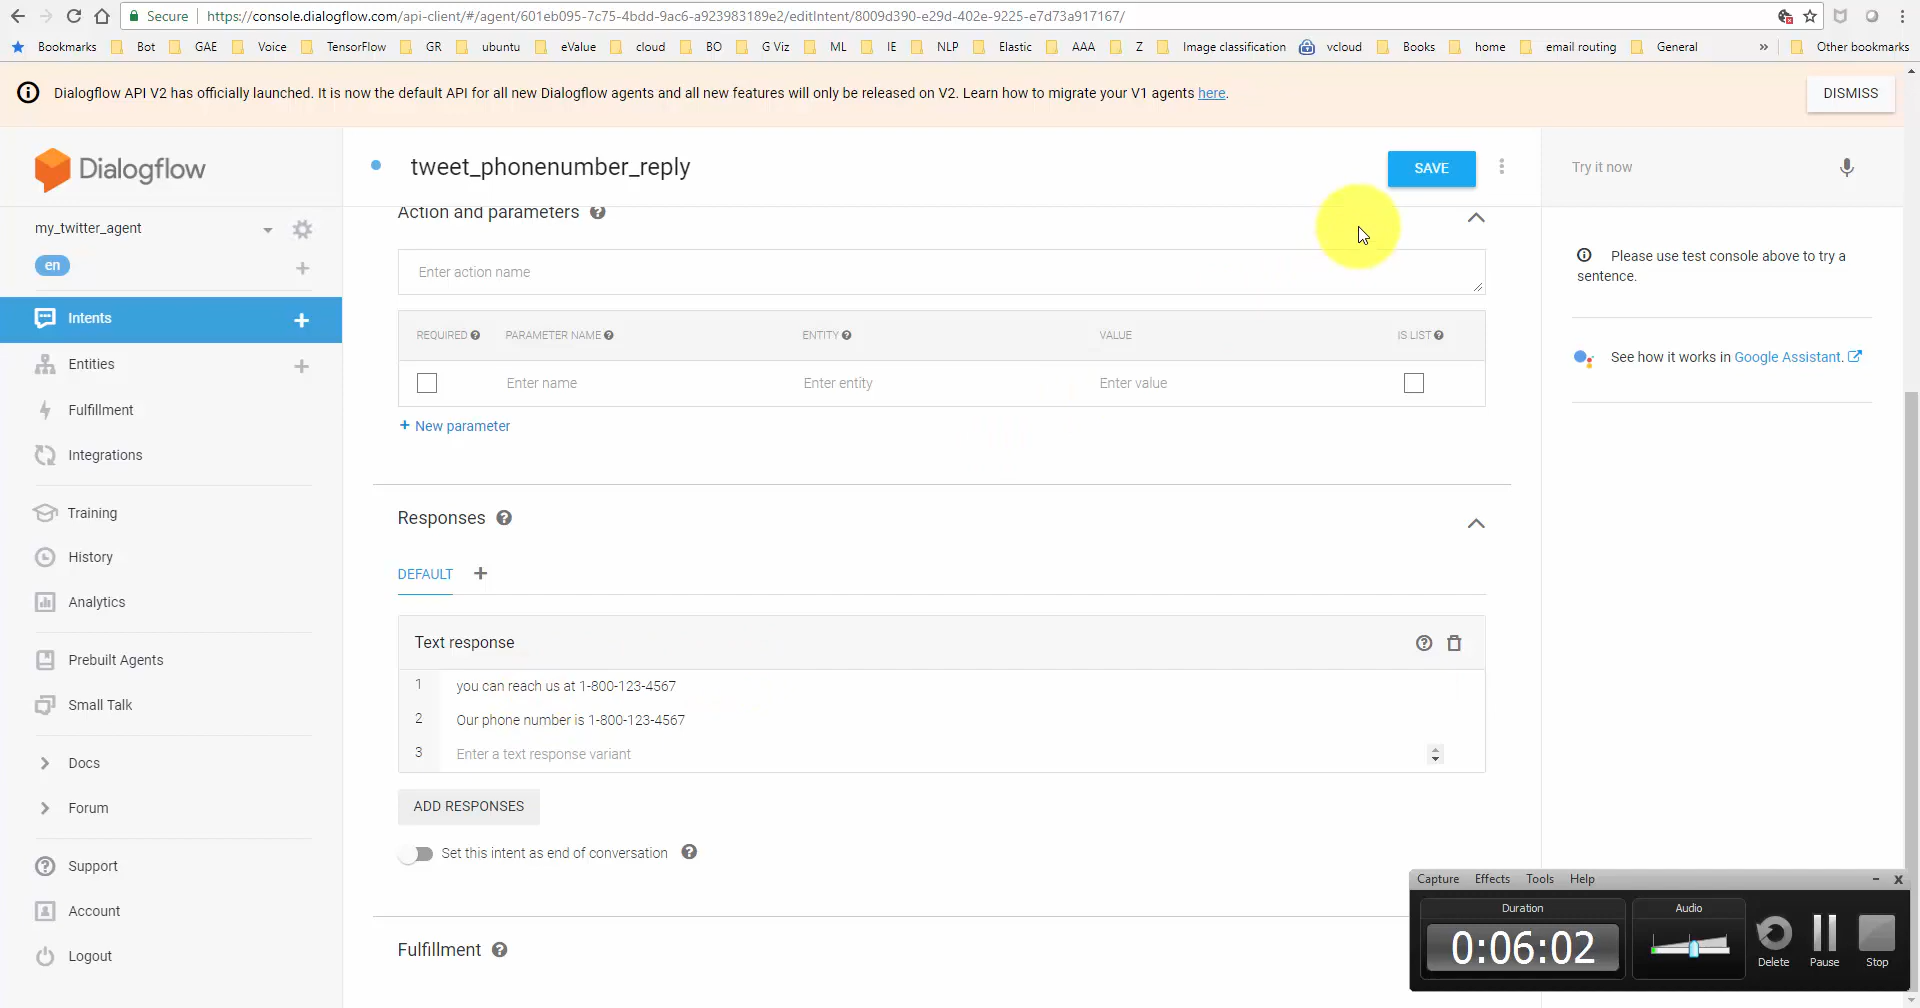 Secure https://console.dialogflow.com/api-client/#/agent/601eb095-7c75-4bdd-9ac6-a923983189e2/editIntent/8009d390-e29d-402e-9225-e7d73a917167/
Bookmarks Bot GAE Voice TensorFlow GR ubuntu eValue cloud BO G Viz ML IE NLP Elastic AAA Z Image classification vcloud Books home email routing General » Other bookmarks
Dialogflow API V2 has officially launched. It is now the default API for all new Dialogflow agents and all new features will only be released on V2. Learn how to migrate your V1 agents here.
DISMISS
Dialogflow
tweet_phonenumber_reply
SAVE
Try it now
my_twitter_agent
en
Intents
Entities
Fulfillment
Integrations
Training
History
Analytics
Prebuilt Agents
Small Talk
Docs
Forum
Support
Account
Logout
Action and parameters
Enter action name
REQUIRED PARAMETER NAME ENTITY VALUE IS LIST
Enter name Enter entity Enter value
+ New parameter
Responses
DEFAULT +
Text response
1 you can reach us at 1-800-123-4567
2 Our phone number is 1-800-123-4567
3 Enter a text response variant
ADD RESPONSES
Set this intent as end of conversation
Fulfillment
Please use test console above to try a
sentence.
See how it works in Google Assistant.
Capture Effects Tools Help
Duration
0:06:02
Audio
Delete Pause Stop